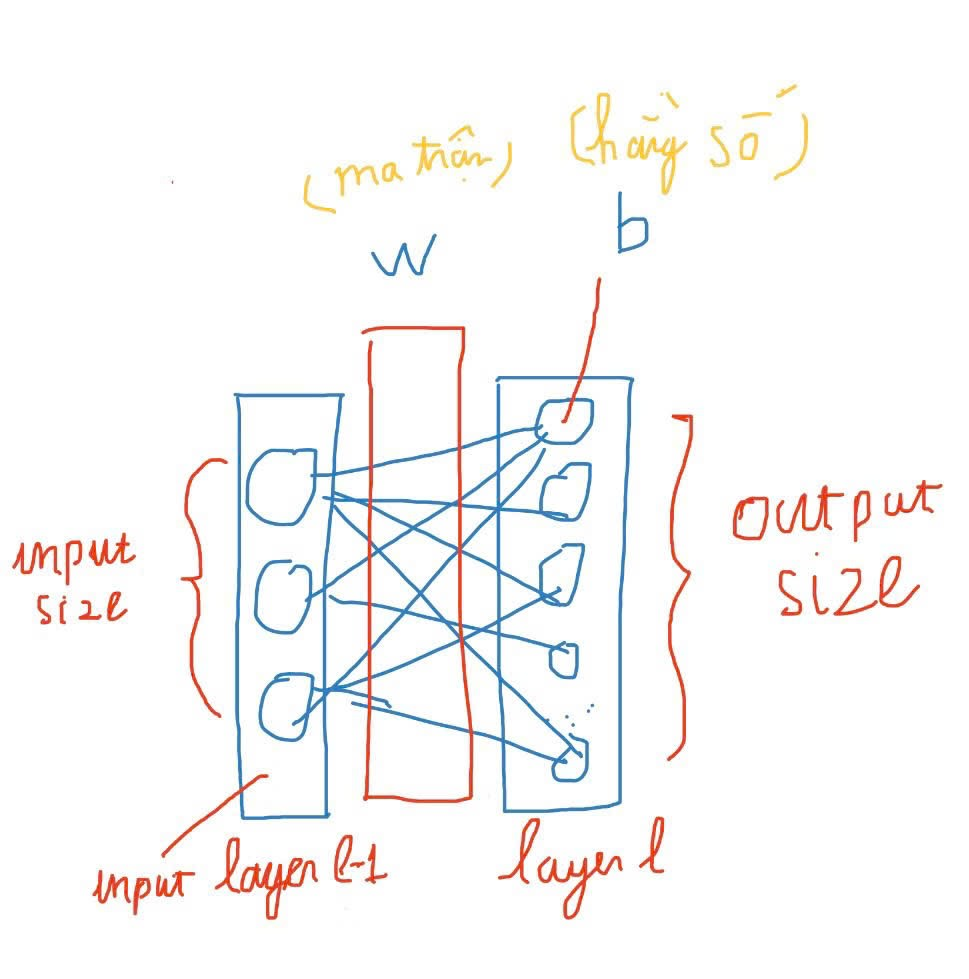 (ma trận)
(hằng số)
W
b
input
size
output
size
input layer l-1
layer l